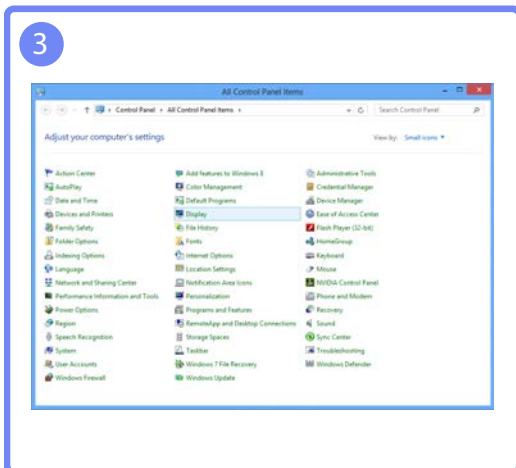 3
All Control Panel Items
Control Panel All Control Panel Items Search Control Panel
Adjust your computer's settings View by: Small icons
Action Center Add features to Windows 8 Administrative Tools
AutoPlay Color Management Credential Manager
Date and Time Default Programs Device Manager
Devices and Printers Display Ease of Access Center
Family Safety File History Flash Player (32-bit)
Folder Options Fonts HomeGroup
Indexing Options Internet Options Keyboard
Language Location Settings Mouse
Network and Sharing Center Notification Area Icons NVIDIA Control Panel
Performance Information and Tools Personalization Phone and Modem
Power Options Programs and Features Recovery
Region RemoteApp and Desktop Connections Sound
Speech Recognition Storage Spaces Sync Center
System Taskbar Troubleshooting
User Accounts Windows 7 File Recovery Windows Defender
Windows Firewall Windows Update